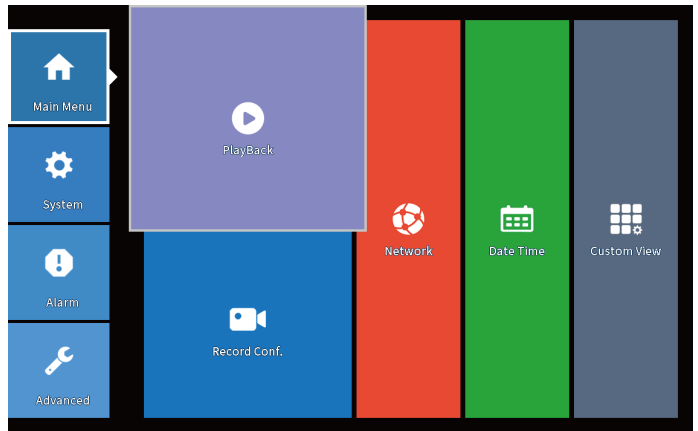 Main Menu
System
Alarm
Advanced
PlayBack
Record Conf.
Network
Date Time
Custom View